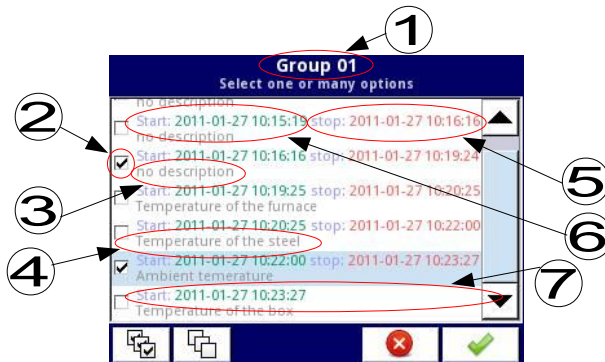 1
Group 01
Select one or many options
no description
2
Start: 2011-01-27 10:15:19 stop: 2011-01-27 10:16:16
no description
Start: 2011-01-27 10:16:16 stop: 2011-01-27 10:19:24
no description
5
3
Start: 2011-01-27 10:19:25 stop: 2011-01-27 10:20:25
Temperature of the furnace
6
Start: 2011-01-27 10:20:25 stop: 2011-01-27 10:22:00
Temperature of the steel
4
Start: 2011-01-27 10:22:00 stop: 2011-01-27 10:23:27
Ambient temerature
7
Start: 2011-01-27 10:23:27
Temperature of the box